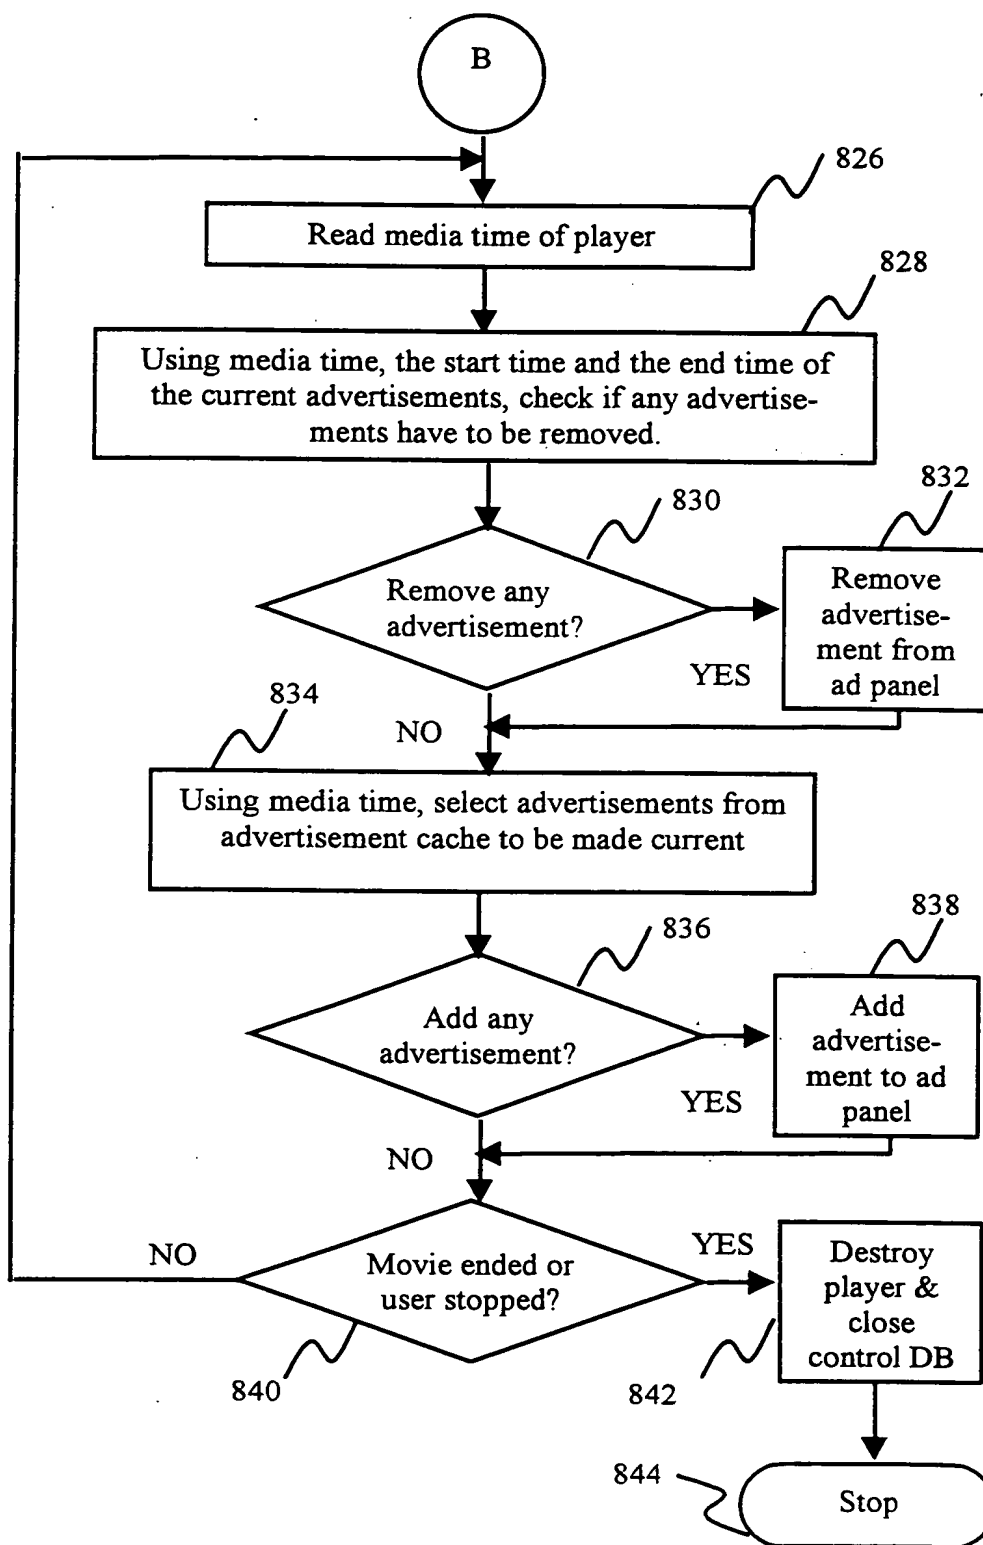 B
826
Read media time of player
828
Using media time, the start time and the end time of
the current advertisements, check if any advertise-
ments have to be removed.
830
832
Remove any
advertisement?
Remove
advertise-
ment from
ad panel
YES
834
NO
Using media time, select advertisements from
advertisement cache to be made current
836
838
Add any
advertisement?
Add
advertise-
ment to ad
panel
YES
NO
NO
YES
Movie ended or
user stopped?
Destroy
player &
close
control DB
840
842
844
Stop